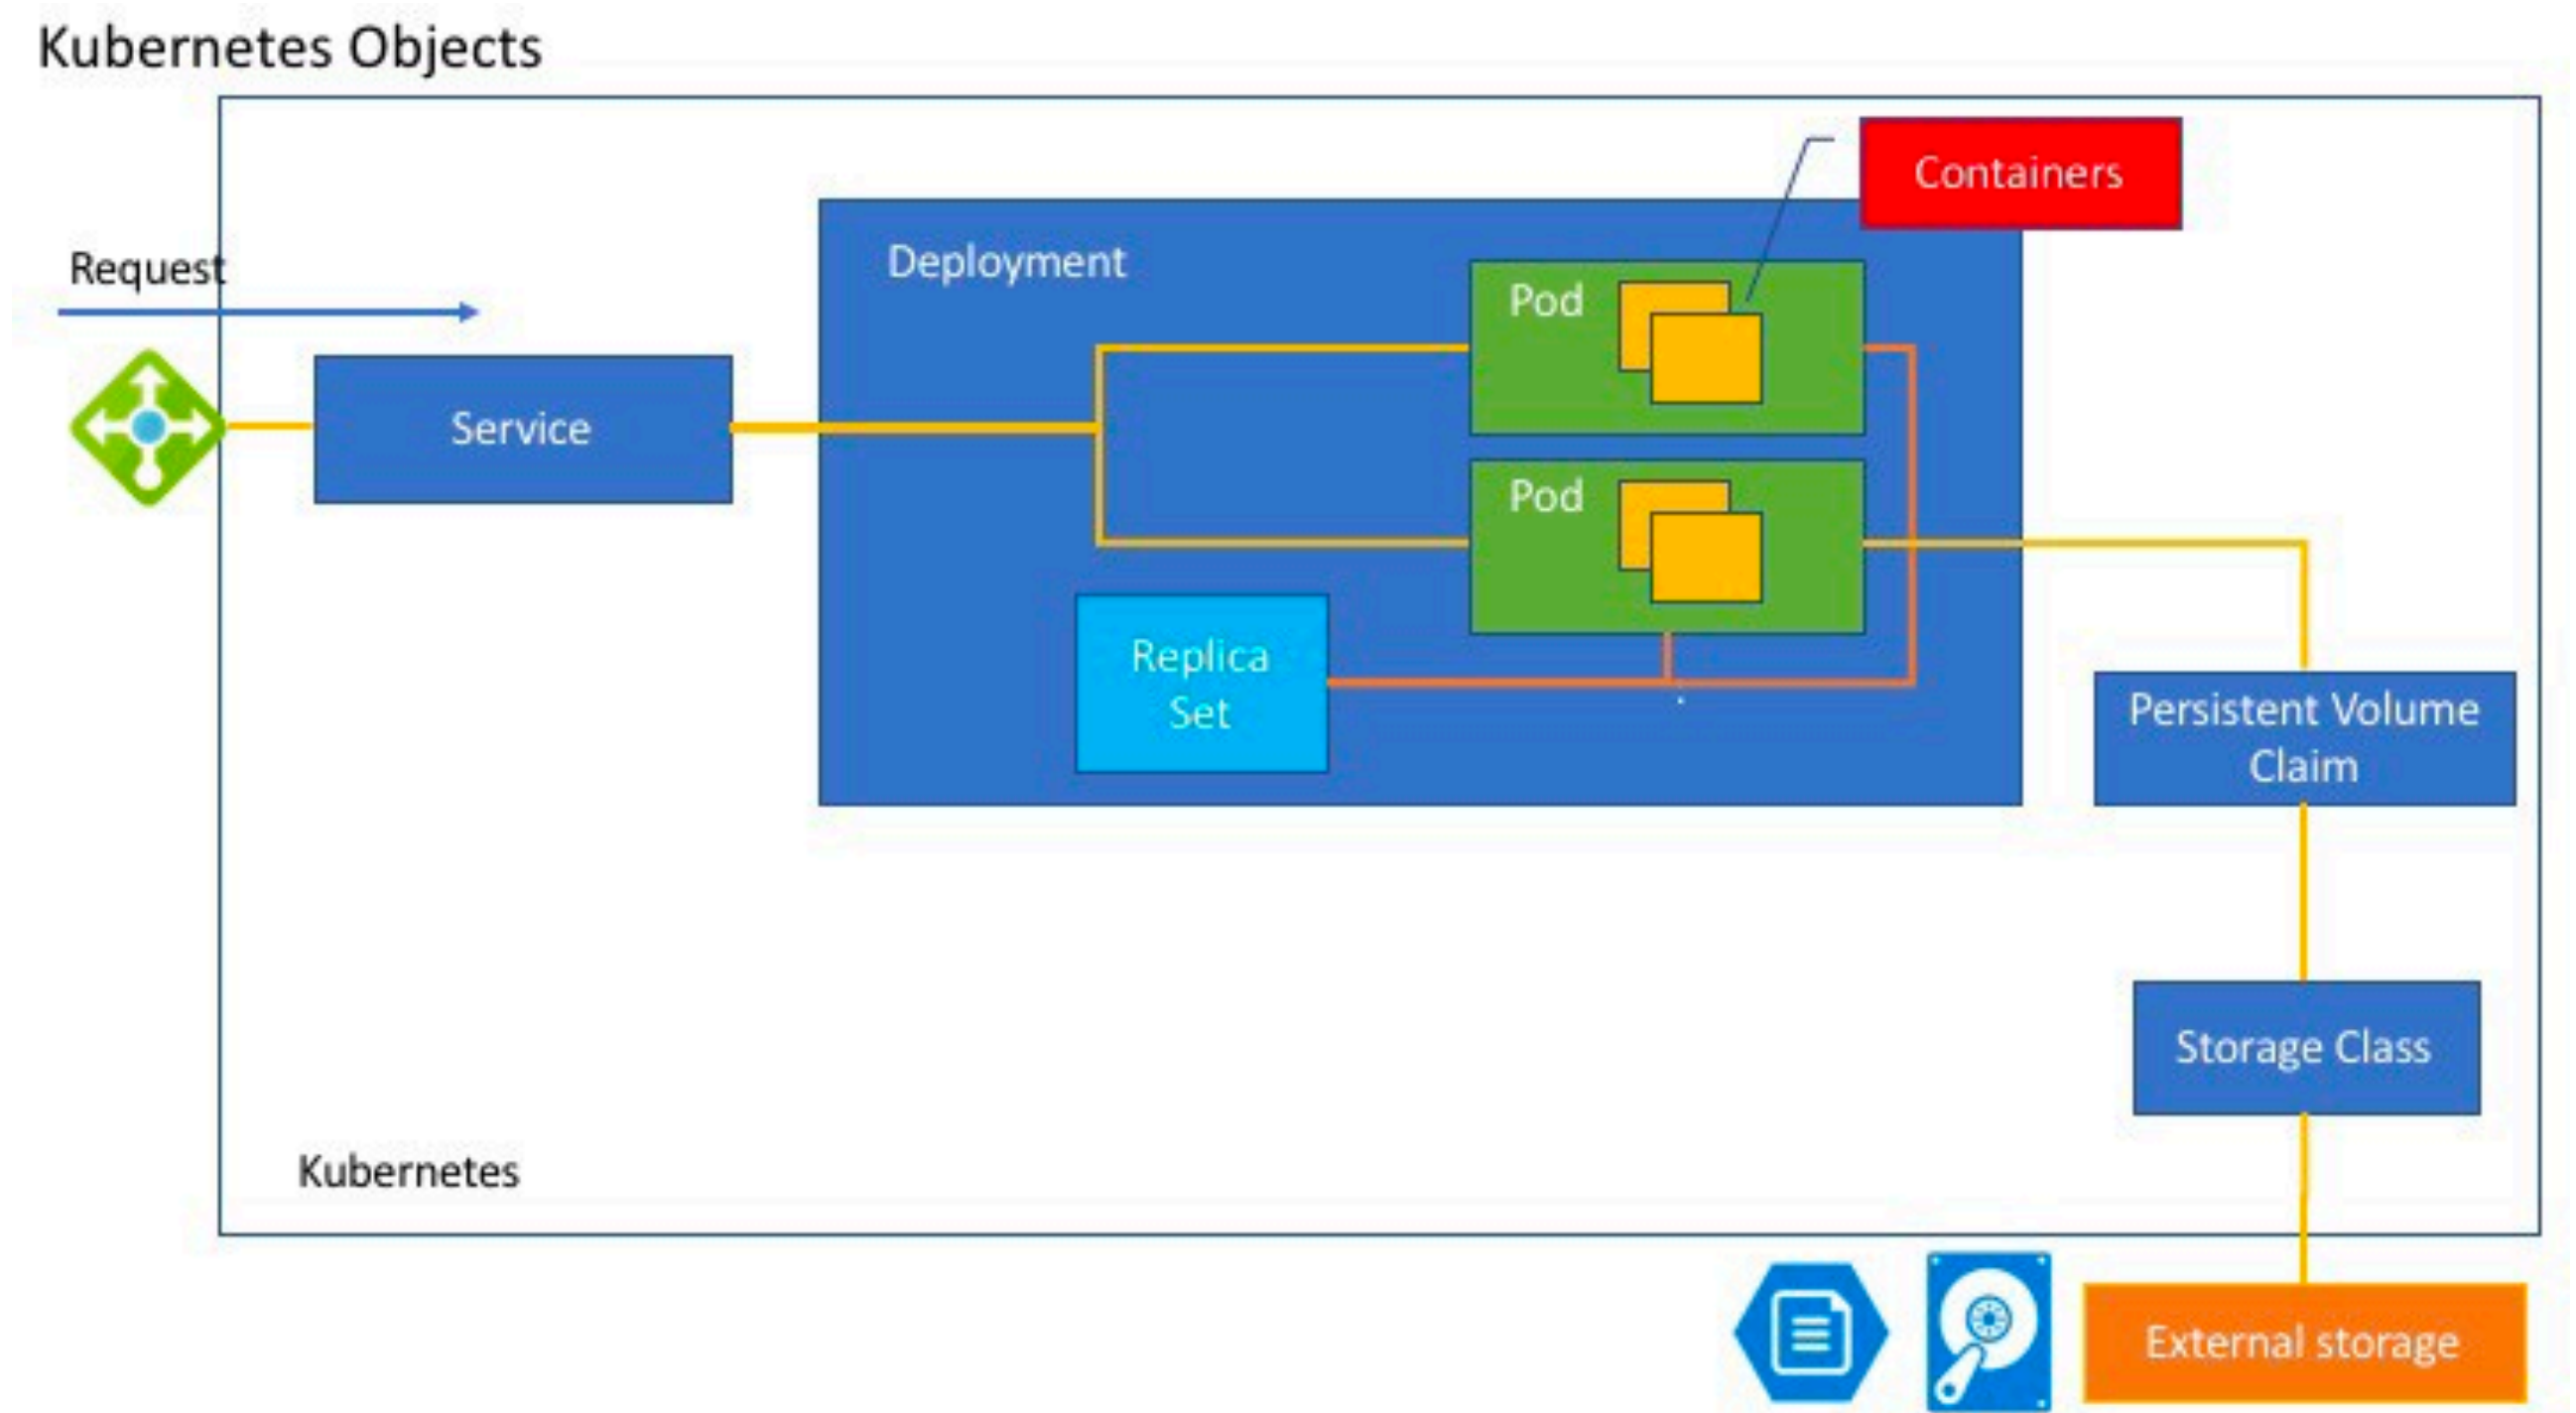 Kubernetes Objects
Containers
Request
Deployment
Pod
Service
Pod
Replica
Set
Persistent Volume
Claim
Storage Class
Kubernetes
External storage